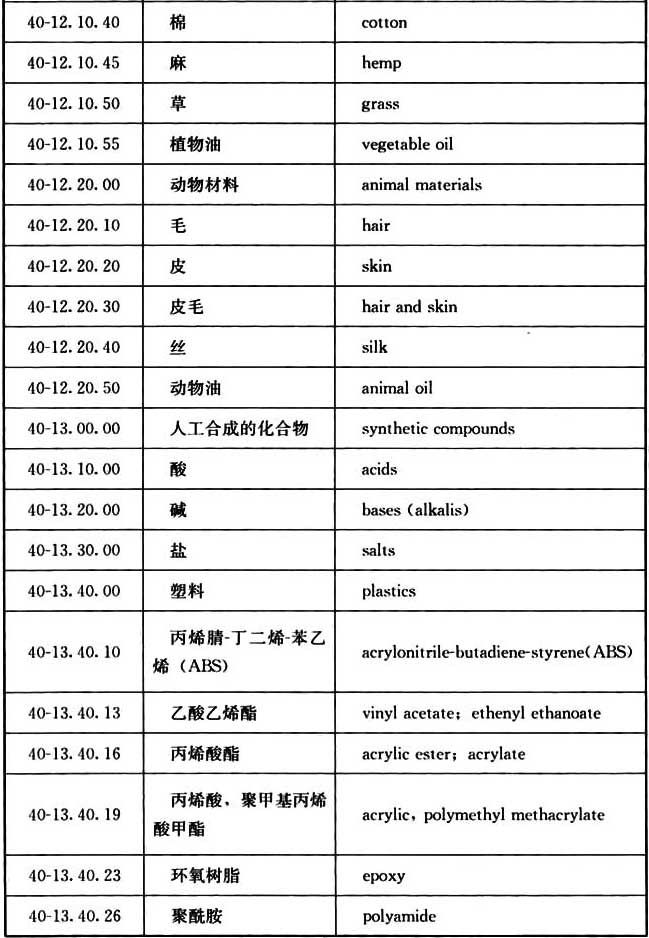 40-12.10.40 棉 cotton
40-12.10.45 麻 hemp
40-12.10.50 草 grass
40-12.10.55 植物油 vegetable oil
40-12.20.00 动物材料 animal materials
40-12.20.10 毛 hair
40-12.20.20 皮 skin
40-12.20.30 皮毛 hair and skin
40-12.20.40 丝 silk
40-12.20.50 动物油 animal oil
40-13.00.00 人工合成的化合物 synthetic compounds
40-13.10.00 酸 acids
40-13.20.00 碱 bases (alkalis)
40-13.30.00 盐 salts
40-13.40.00 塑料 plastics
丙烯腈-丁二烯-苯乙
40-13.40.10 烯 (ABS) acrylonitrile-butadiene-styrene(ABS)
40-13.40.13 乙酸乙烯酯 vinyl acetate; ethenyl ethanoate
40-13.40.16 丙烯酸酯 acrylic ester; acrylate
丙烯酸，聚甲基丙烯
40-13.40.19 酸甲酯 acrylic, polymethyl methacrylate
40-13.40.23 环氧树脂 epoxy
40-13.40.26 聚酰胺 polyamide